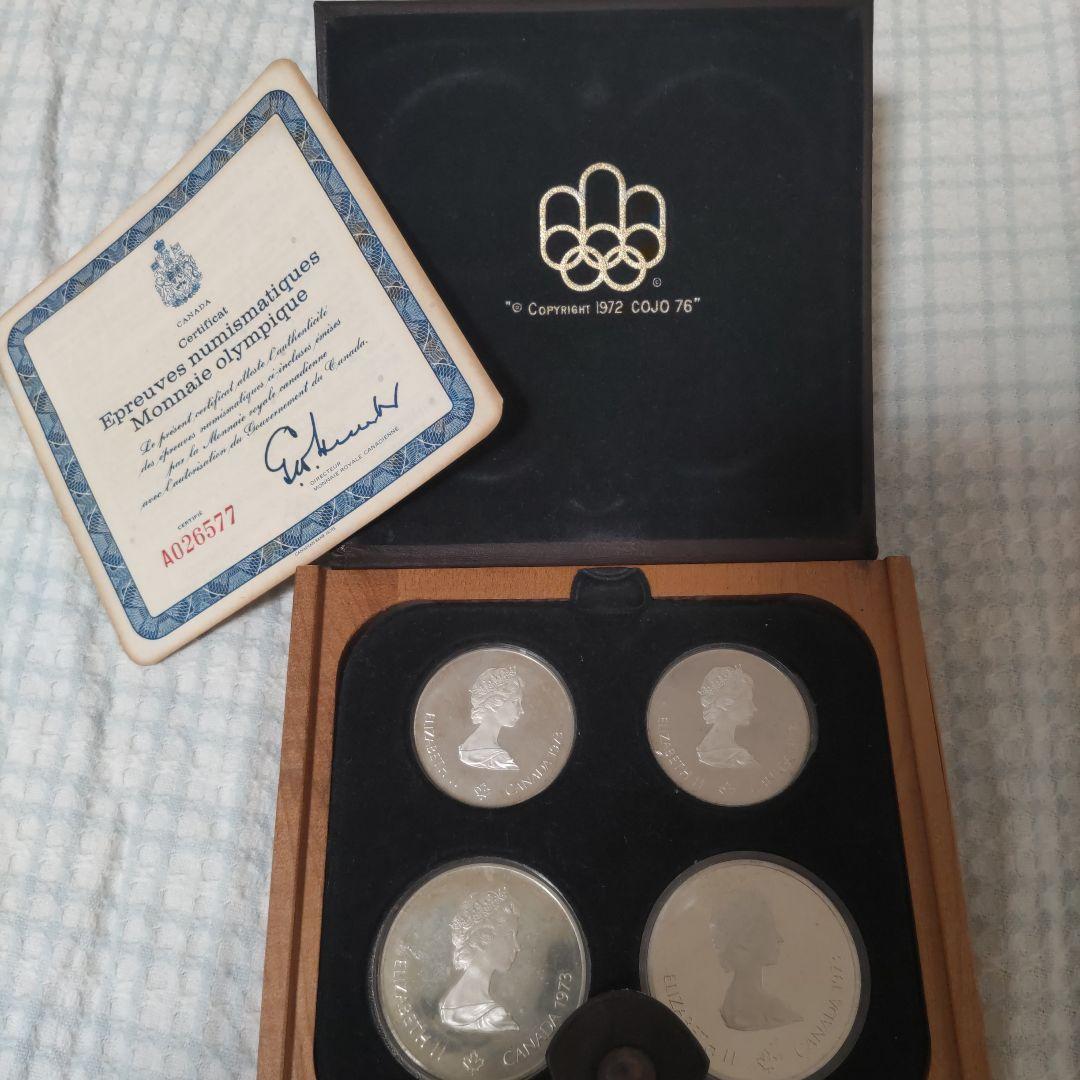 CANADA
Certificat
Epreuves numismatiques
Monnaie olympique
Le présent certificat atteste l'authenticité
des épreuves numismatiques ci-incluses émises
par la Monnaie royale canadienne
avec l'autorisation du Gouvernement du Canada.
DIRECTEUR
MONNAIE ROYALE CANADIENNE
CERTIFIÉ
A026577
©
"© COPYRIGHT 1972 COJO 76"
ELIZABETH II
CANADA 1973
ELIZABETH II
ELIZABETH II
CANADA 1973
ELIZABETH II
CANADA 1973